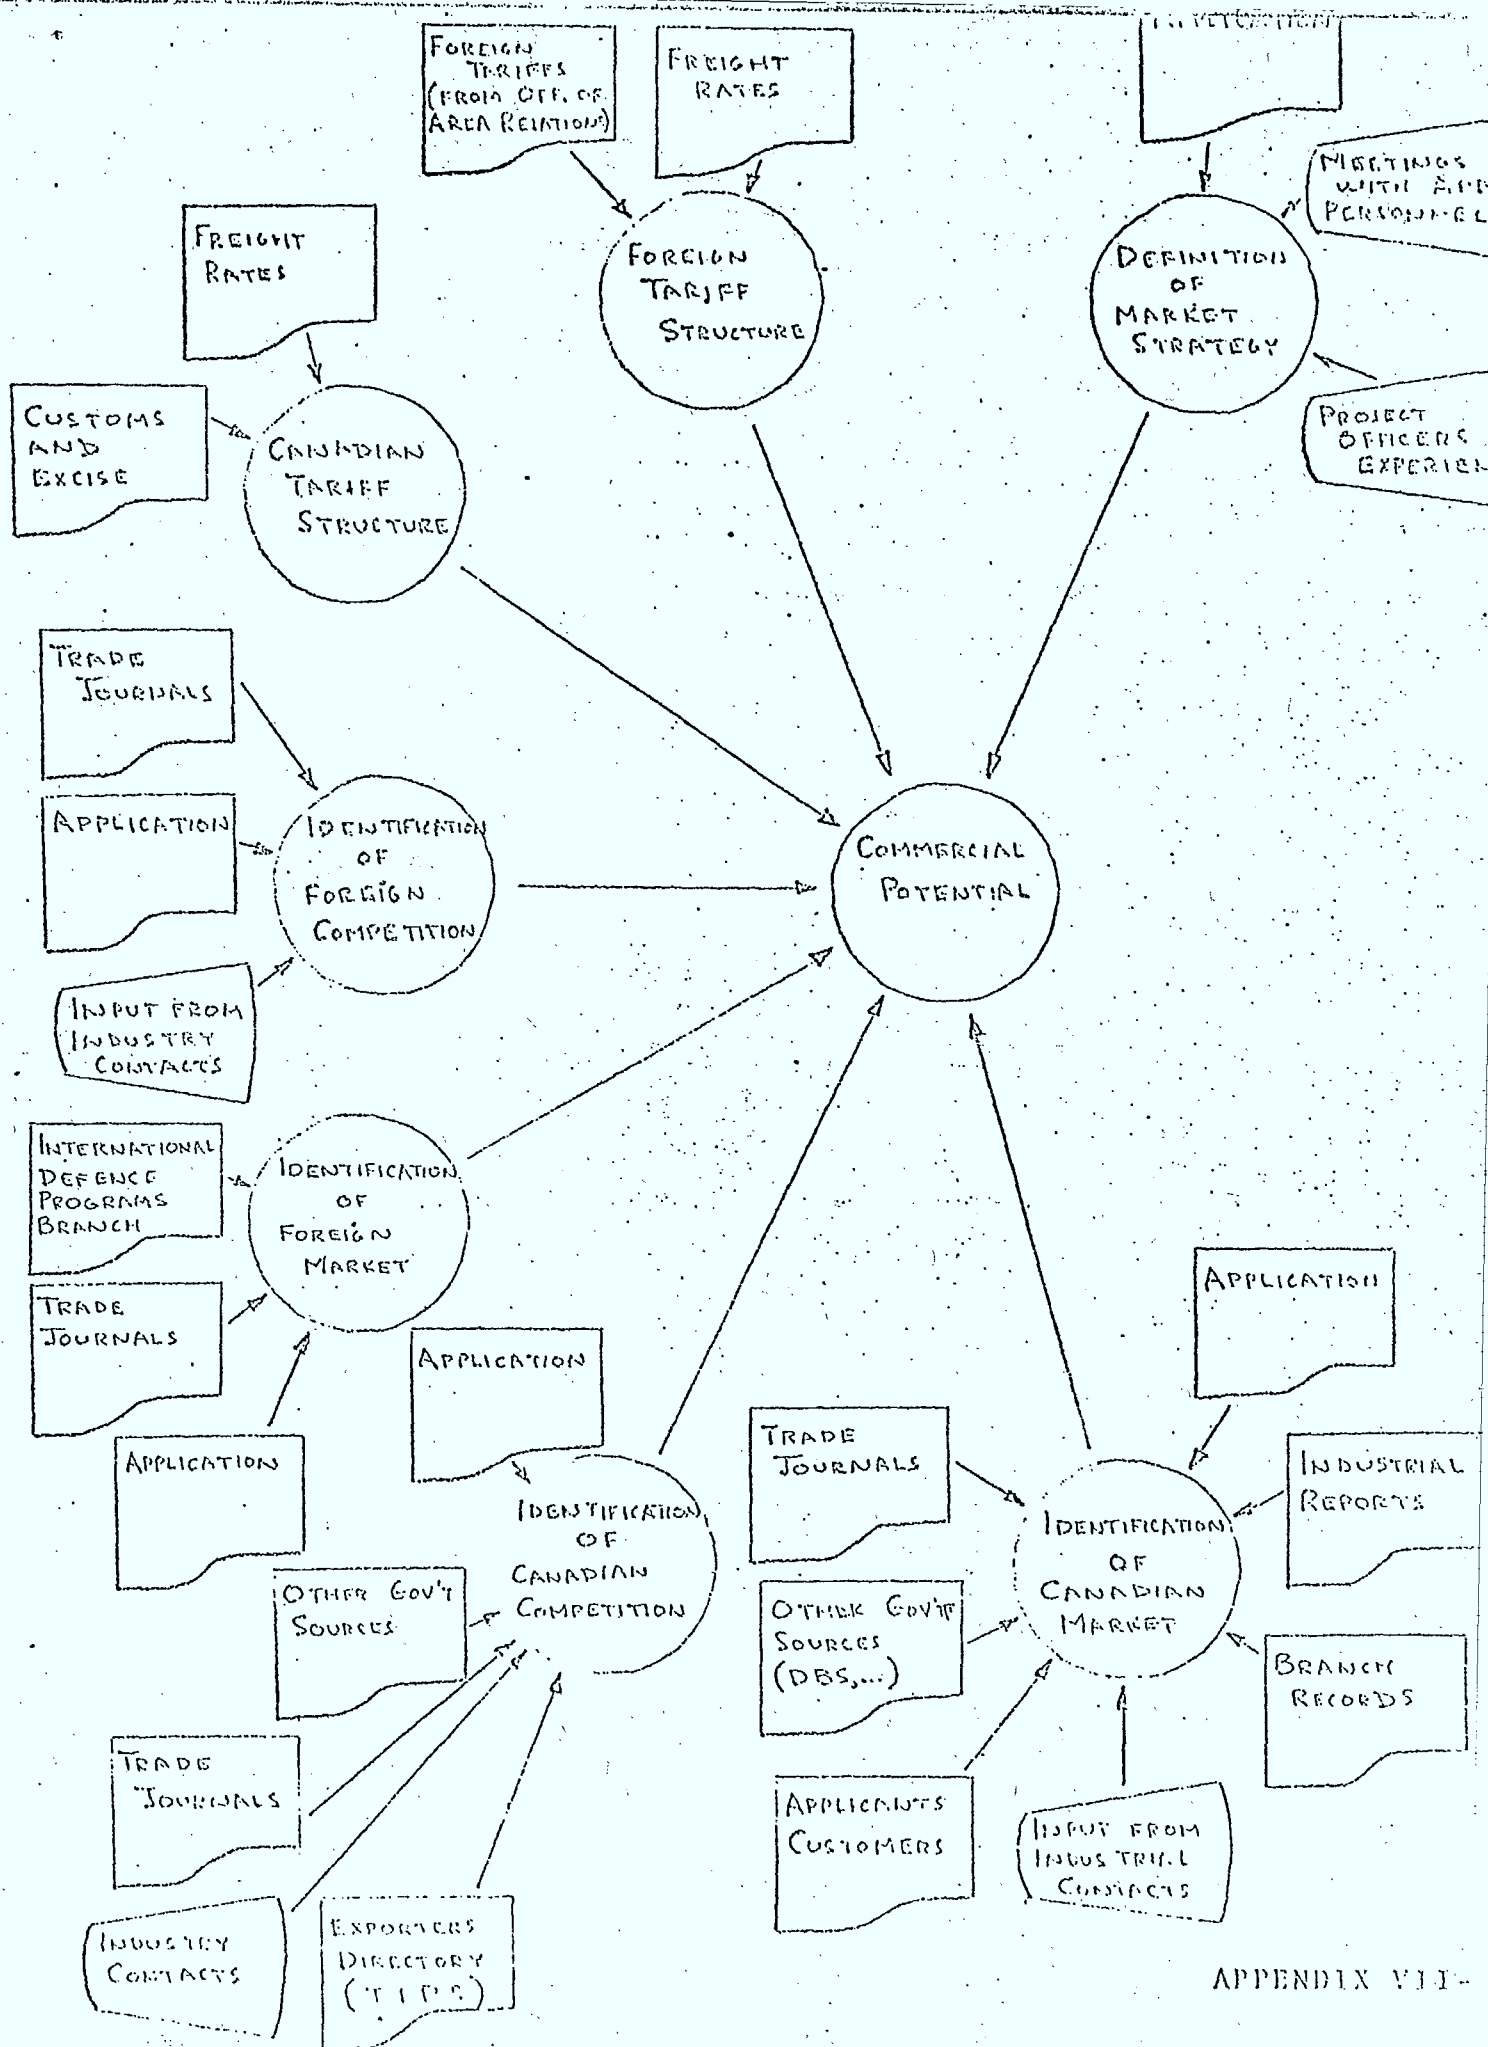 FOREIGN
TARIFFS
(FROM OFF. OF
AREA RELATIONS)
FREIGHT
RATES
MEETINGS
WITH
PERSONNEL
FREIGHT
RATES
FOREIGN
TARIFF
STRUCTURE
DEFINITION
OF
MARKET
STRATEGY
CUSTOMS
AND
EXCISE
CANADIAN
TARIFF
STRUCTURE
PROJECT
OFFICERS
EXPERIEN
TRADE
JOURNALS
APPLICATION
IDENTIFICATION
OF
FOREIGN
COMPETITION
COMMERCIAL
POTENTIAL
INPUT FROM
INDUSTRY
CONTACTS
INTERNATIONAL
DEFENCE
PROGRAMS
BRANCH
IDENTIFICATION
OF
FOREIGN
MARKET
TRADE
JOURNALS
APPLICATION
APPLICATION
APPLICATION
TRADE
JOURNALS
INDUSTRIAL
REPORTS
IDENTIFICATION
OF
CANADIAN
COMPETITION
IDENTIFICATION
OF
CANADIAN
MARKET
OTHER GOV'T
SOURCES
OTHER GOV'T
SOURCES
(DBS,...)
BRANCH
RECORDS
TRADE
JOURNALS
APPLICANTS
CUSTOMERS
INPUT FROM
CONTACTS
INDUSTRY
CONTACTS
EXPORTERS
DIRECTORY
APPENDIX VII-